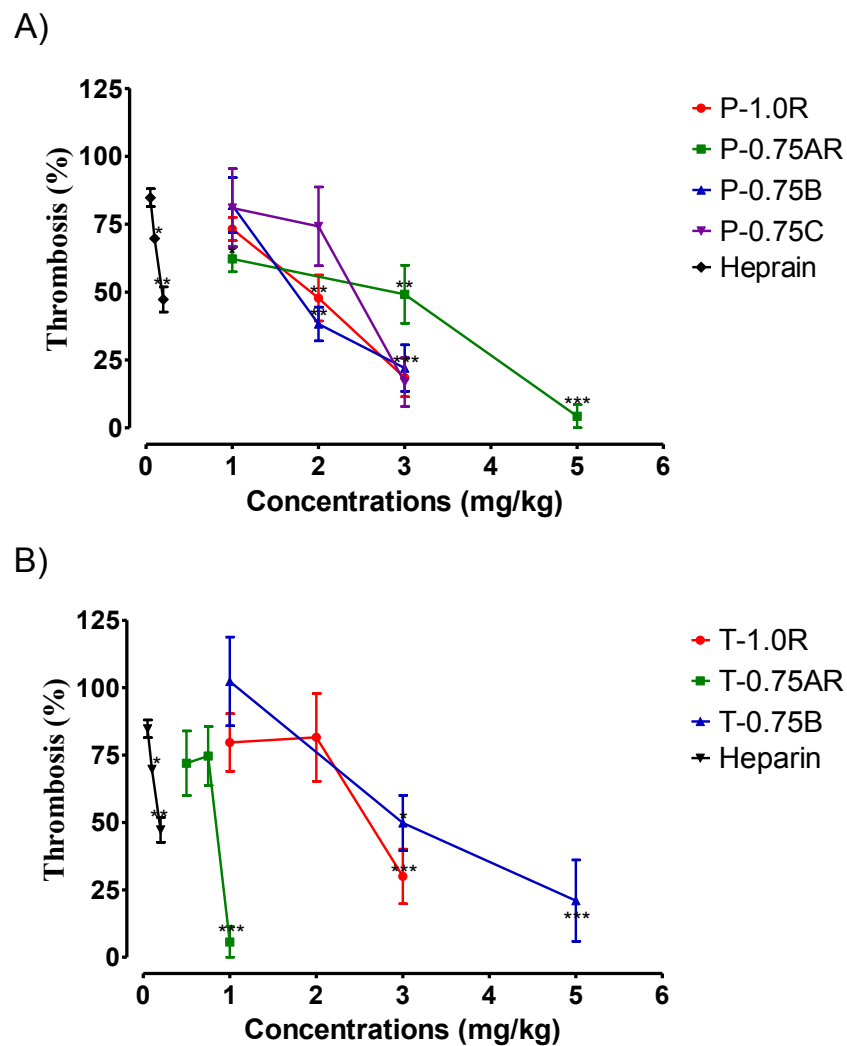 A)
125
100
75
50
25
0
Thrombosis (%)
*
**
*
**
**
**
***
***
0 1 2 3 4 5 6
Concentrations (mg/kg)
P-1.0R
P-0.75AR
P-0.75B
P-0.75C
Heprain
B)
125
100
75
50
25
0
Thrombosis (%)
*
**
***
*
***
***
0 1 2 3 4 5 6
Concentrations (mg/kg)
T-1.0R
T-0.75AR
T-0.75B
Heparin